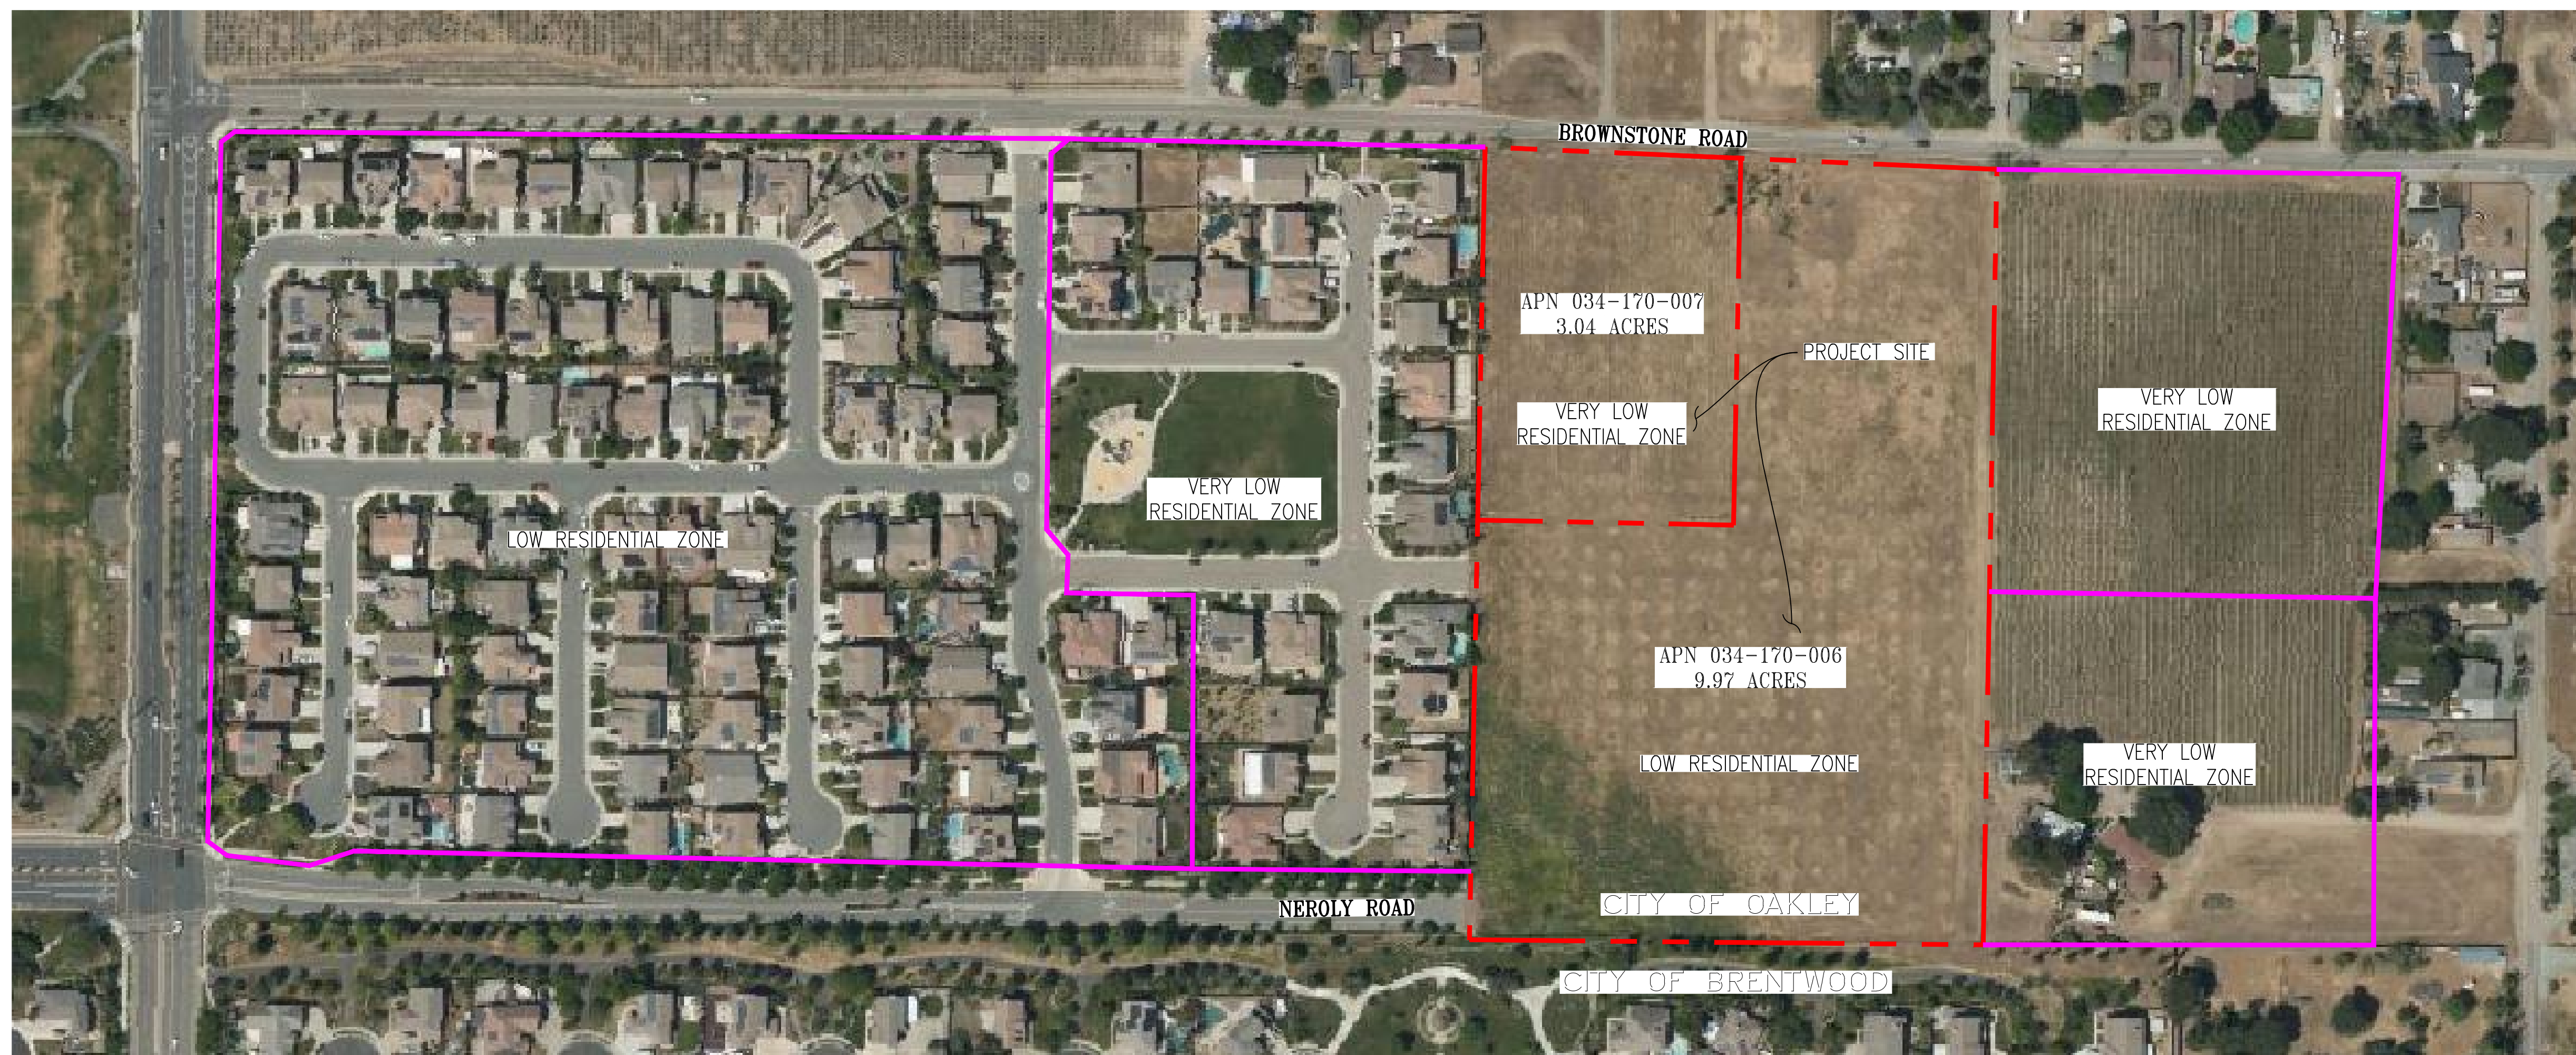 BROWNSTONE ROAD
APN 034-170-007
3.04 ACRES
PROJECT SITE
VERY LOW
RESIDENTIAL ZONE
VERY LOW
RESIDENTIAL ZONE
VERY LOW
RESIDENTIAL ZONE
LOW RESIDENTIAL ZONE
APN 034-170-006
9.97 ACRES
LOW RESIDENTIAL ZONE
VERY LOW
RESIDENTIAL ZONE
CITY OF OAKLEY
NEROLY ROAD
CITY OF BRENTWOOD